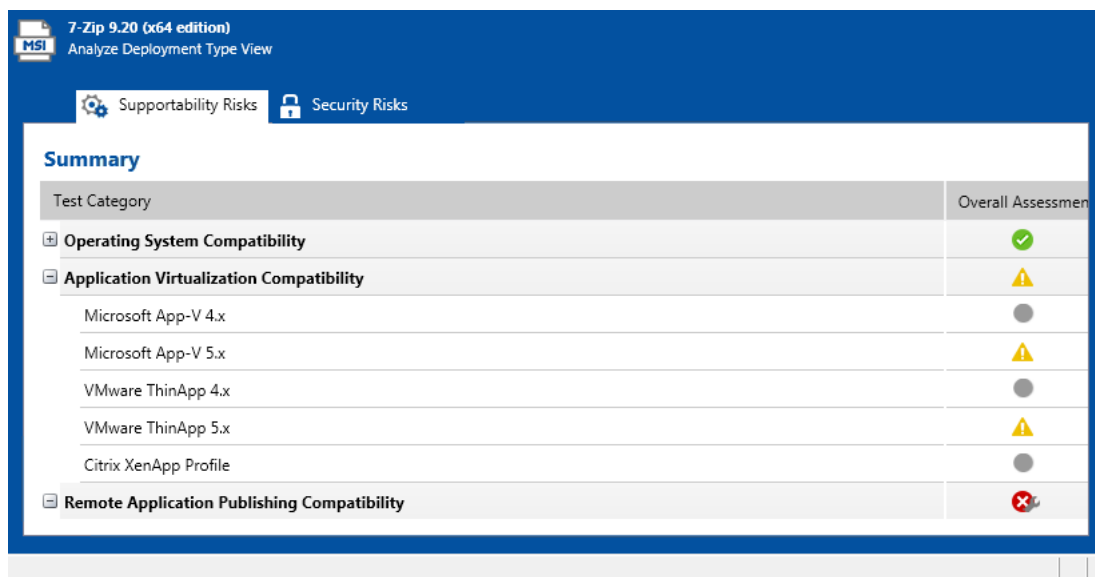 7-Zip 9.20 (x64 edition)
MSI
Analyze Deployment Type View
Supportability Risks
Security Risks
Summary
Test Category
Overall Assessmen
Operating System Compatibility
Application Virtualization Compatibility
Microsoft App-V 4.x
Microsoft App-V 5.x
VMware ThinApp 4.x
VMware ThinApp 5.x
Citrix XenApp Profile
Remote Application Publishing Compatibility